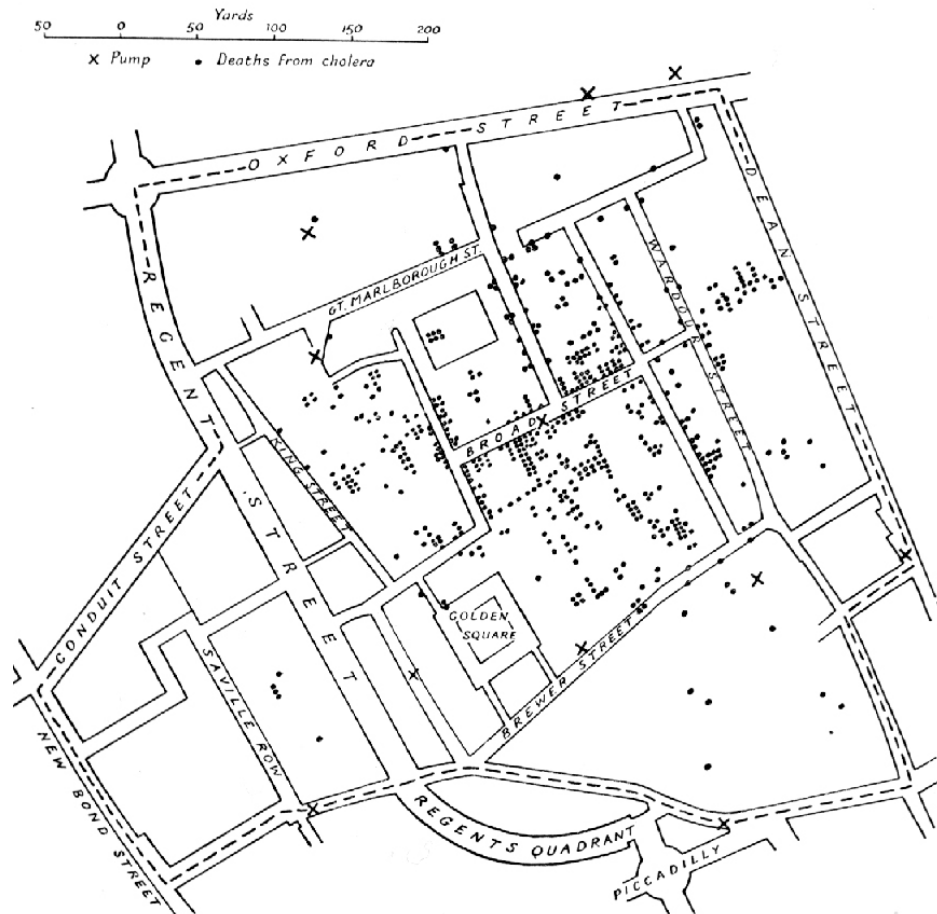 Yards
50 0 50 100 200
× Pump • Deaths from cholera
OXFORD STREET
DEAN STREET
WARDOUR STREET
REGENT STREET
GT. MARLBOROUGH ST.
BROAD STREET
KING STREET
CONDUIT STREET
GOLDEN
SQUARE
BREWER STREET
SAVILLE ROW
NEW BOND STREET
REGENTS QUADRANT
PICCADILLY